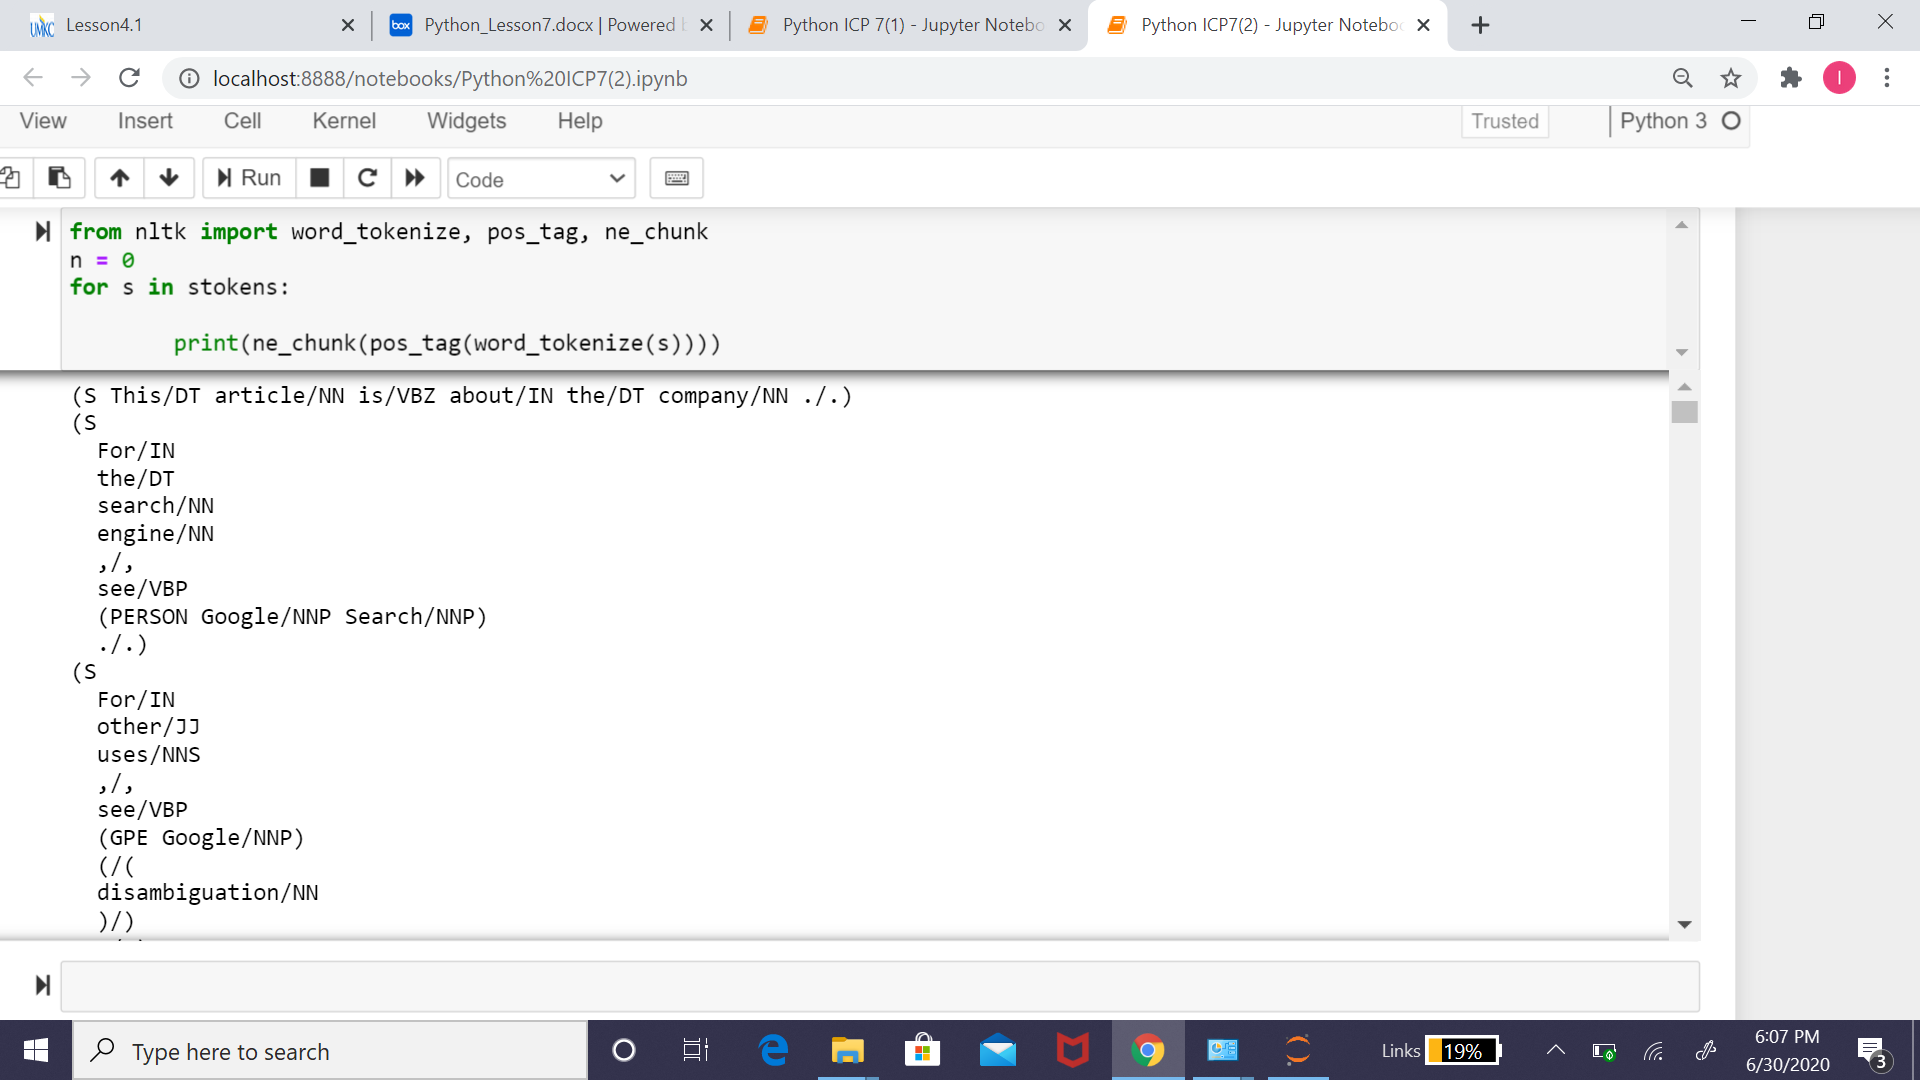 UMKC Lesson4.1
box Python_Lesson7.docx | Powered
Python ICP 7(1) - Jupyter Notebo
Python ICP7(2) - Jupyter Notebo
localhost:8888/notebooks/Python%20ICP7(2).ipynb
I
View Insert Cell Kernel Widgets Help Trusted Python 3
Run Code
from nltk import word_tokenize, pos_tag, ne_chunk
n = 0
for s in stokens:
print(ne_chunk(pos_tag(word_tokenize(s))))
(S This/DT article/NN is/VBZ about/IN the/DT company/NN ./.)
(S
For/IN
the/DT
search/NN
engine/NN
,/,
see/VBP
(PERSON Google/NNP Search/NNP)
./.)
(S
For/IN
other/JJ
uses/NNS
,/,
see/VBP
(GPE Google/NNP)
(/(
disambiguation/NN
)/)
Type here to search
Links 19%
6:07 PM
6/30/2020
3